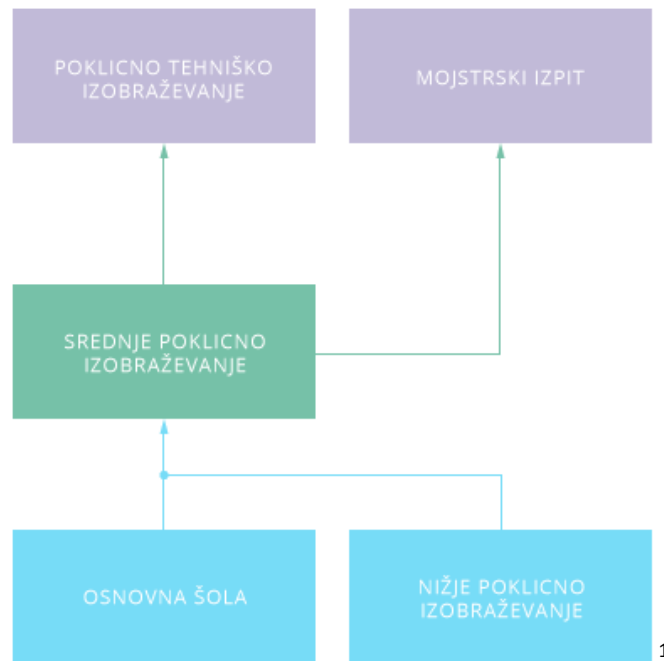 POKLICNO TEHNIŠKO
IZOBRAŽEVANJE
MOJSTRSKI IZPIT
SREDNJE POKLICNO
IZOBRAŽEVANJE
OSNOVNA ŠOLA
NIŽJE POKLICNO
IZOBRAŽEVANJE
1